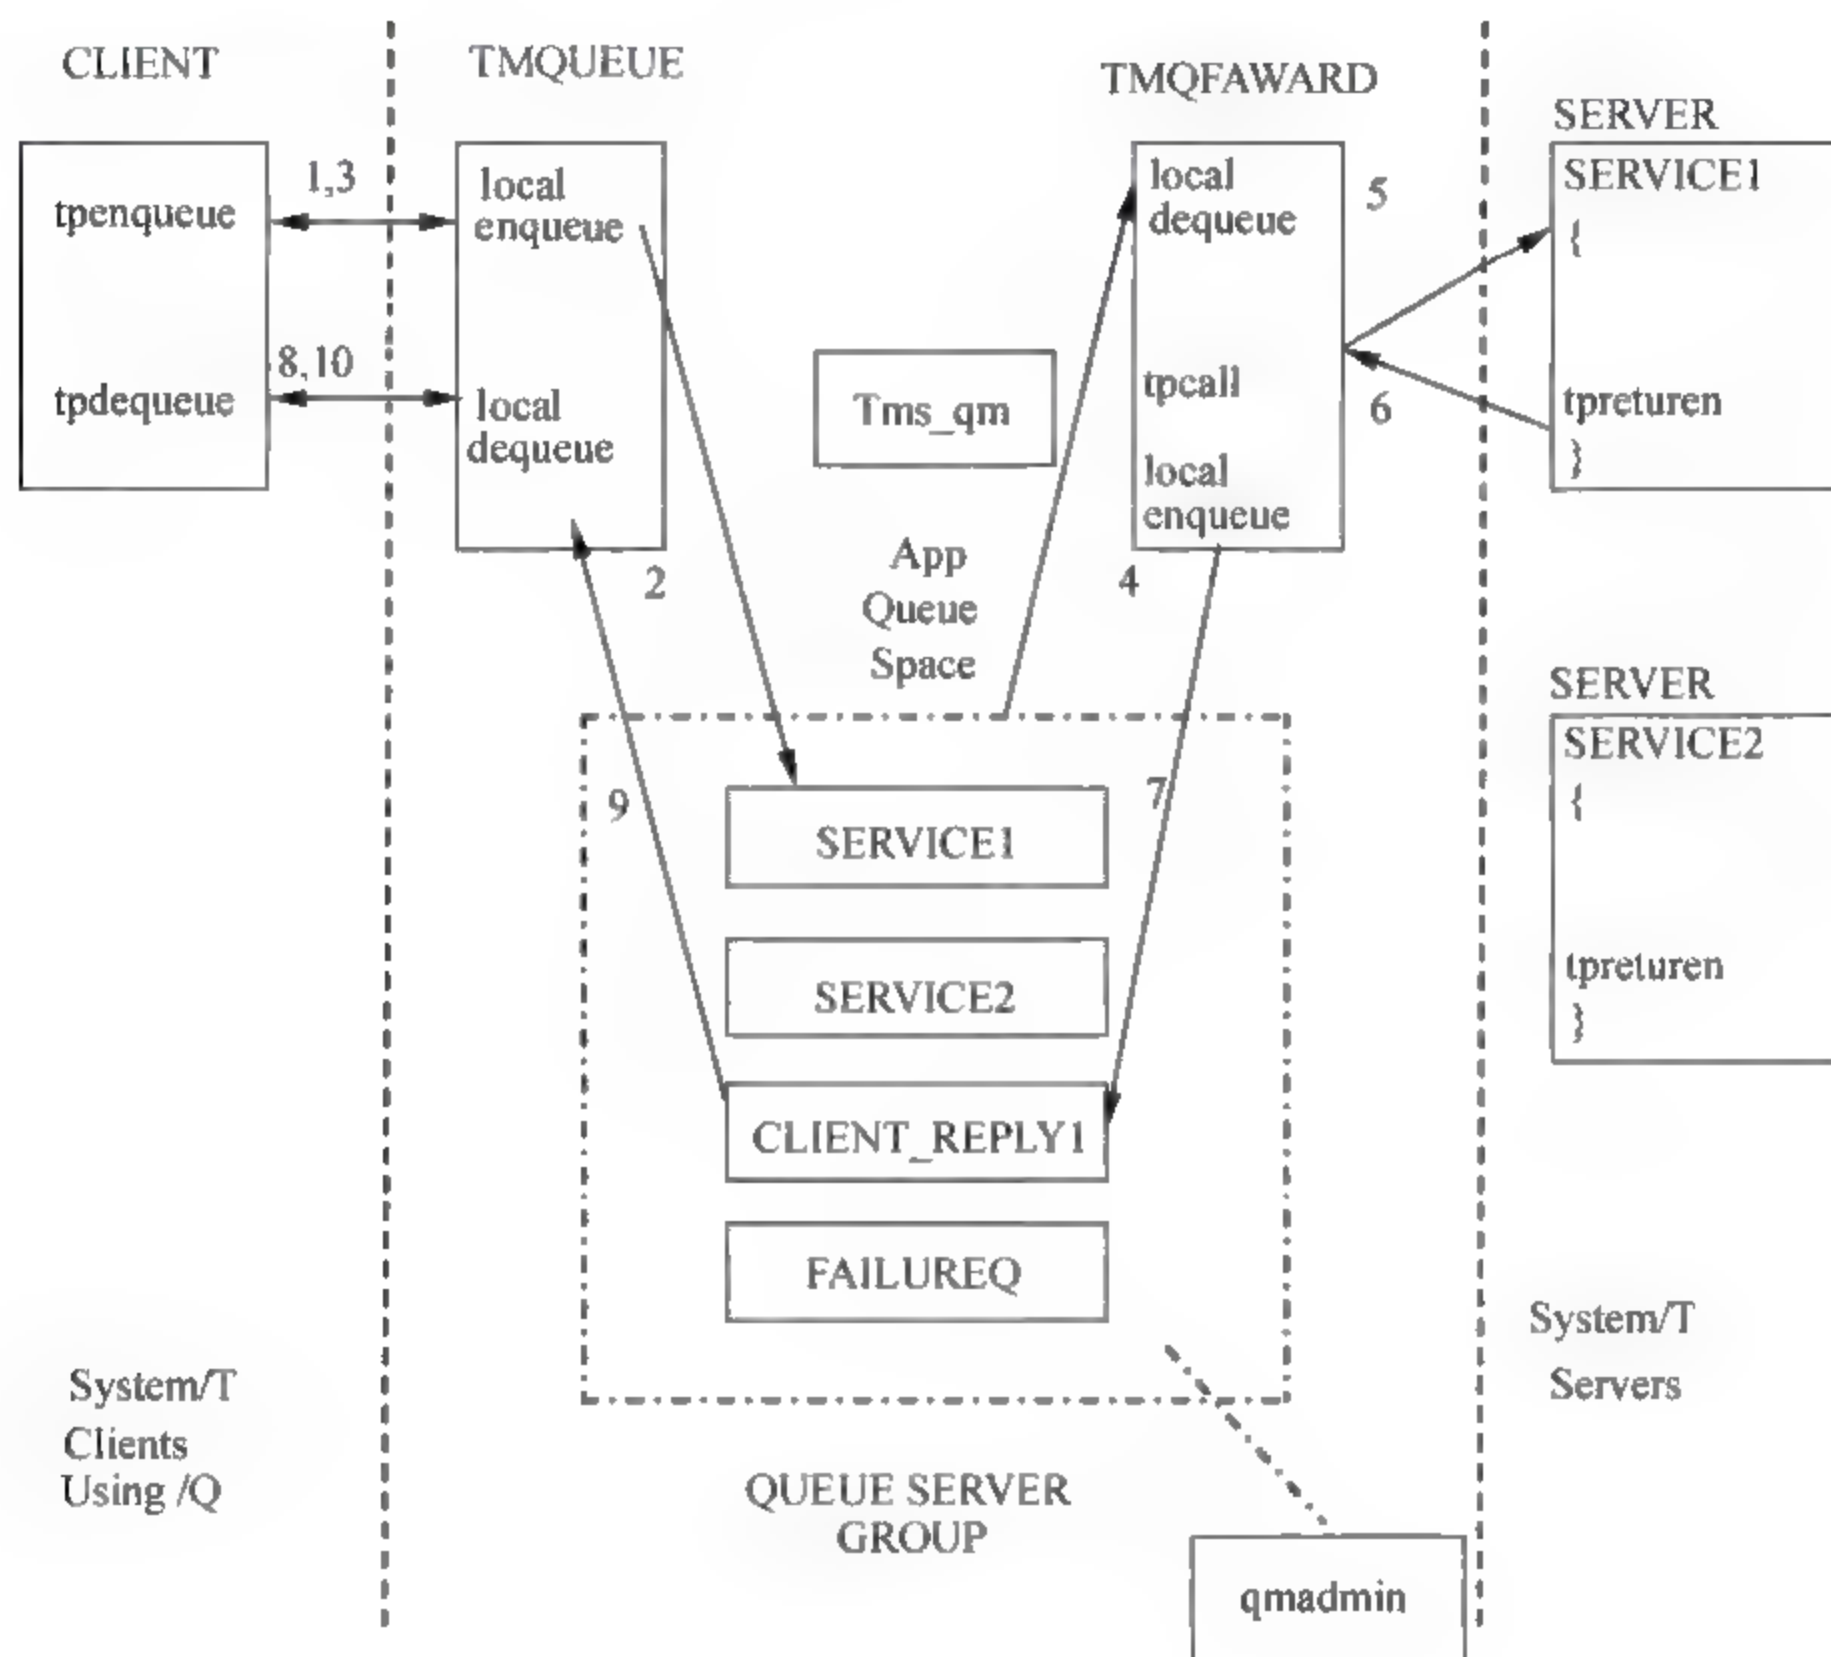 CLIENT
tpenqueue
tpdequeue
1,3
8,10
TMQUEUE
local
enqueue
local
dequeue
2
Tms_qm
App
Queue
Space
TMQFAWARD
local
dequeue
tpcall
local
enqueue
4
5
6
SERVER
SERVICE1
{
tpreturen
}
SERVER
SERVICE2
{
tpreturen
}
9
7
SERVICE1
SERVICE2
CLIENT_REPLY1
FAILUREQ
System/T
Clients
Using /Q
QUEUE SERVER
GROUP
qmadmin
System/T
Servers